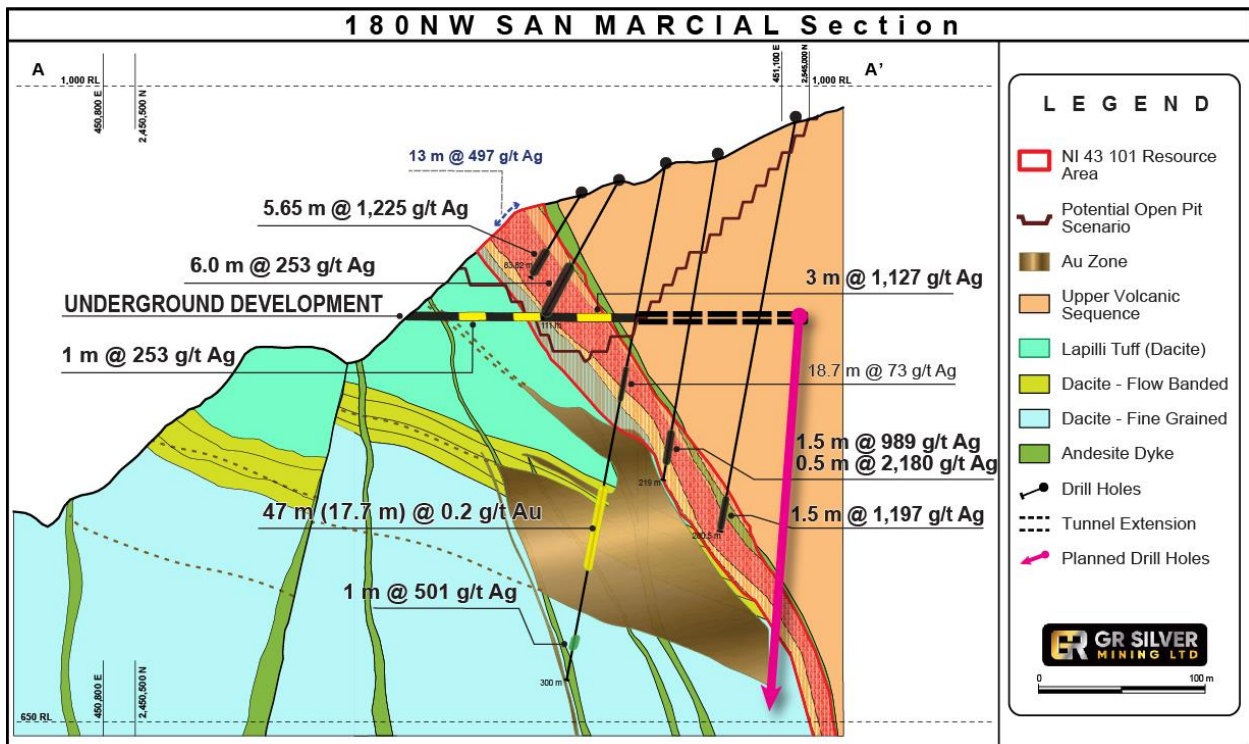 180NW SAN MARCIAL Section
A
1,000 RL
450,800 E
2,450,500 N
451,100 E
2,545,000 N
1,000 RL
A'
13 m @ 497 g/t Ag
5.65 m @ 1,225 g/t Ag
83.82 m
6.0 m @ 253 g/t Ag
3 m @ 1,127 g/t Ag
UNDERGROUND DEVELOPMENT
1 m @ 253 g/t Ag
18.7 m @ 73 g/t Ag
1.5 m @ 989 g/t Ag
0.5 m @ 2,180 g/t Ag
219 m
47 m (17.7 m) @ 0.2 g/t Au
1.5 m @ 1,197 g/t Ag
1 m @ 501 g/t Ag
300 m
450,800 E
2,450,500 N
650 RL
LEGEND
NI 43 101 Resource
Area
Potential Open Pit
Scenario
Au Zone
Upper Volcanic
Sequence
Lapilli Tuff (Dacite)
Dacite - Flow Banded
Dacite - Fine Grained
Andesite Dyke
Drill Holes
Tunnel Extension
Planned Drill Holes
GR SILVER
MINING LTD
0 100 m